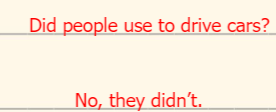 Did people use to drive cars?
No, they didn’t.